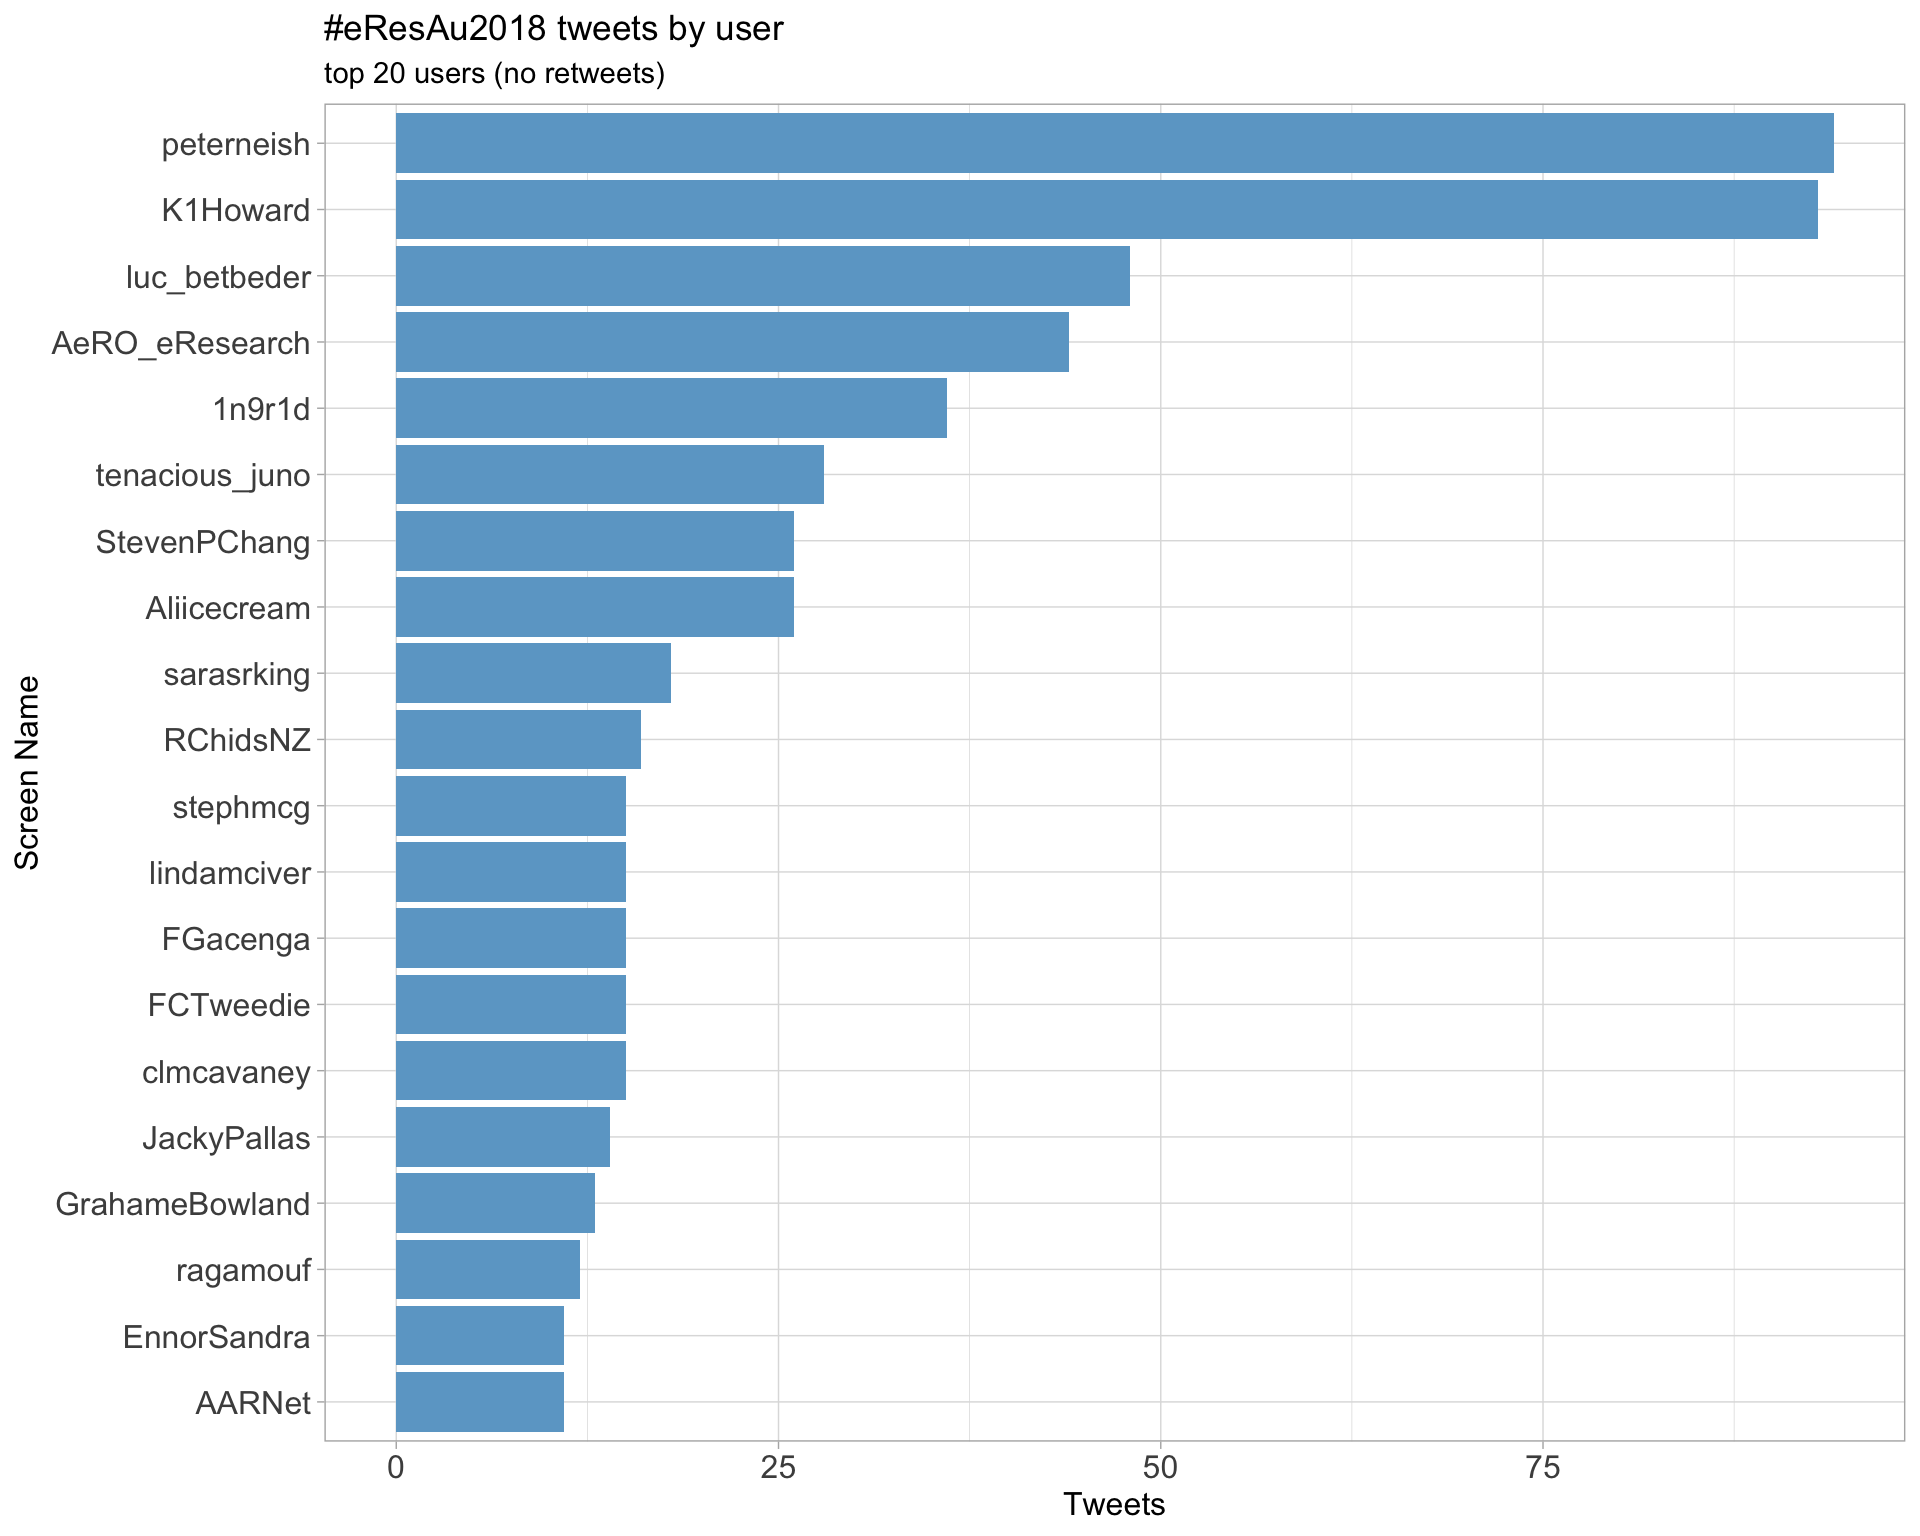 #eResAu2018 tweets by user
top 20 users (no retweets)
Screen Name
peterneish
K1Howard
luc_betbeder
AeRO_eResearch
1n9r1d
tenacious_juno
StevenPChang
Aliicecream
sarasrking
RChidsNZ
stephmcg
lindamciver
FGacenga
FCTweedie
clmcavaney
JackyPallas
GrahameBowland
ragamouf
EnnorSandra
AARNet
0 25 50 75
Tweets